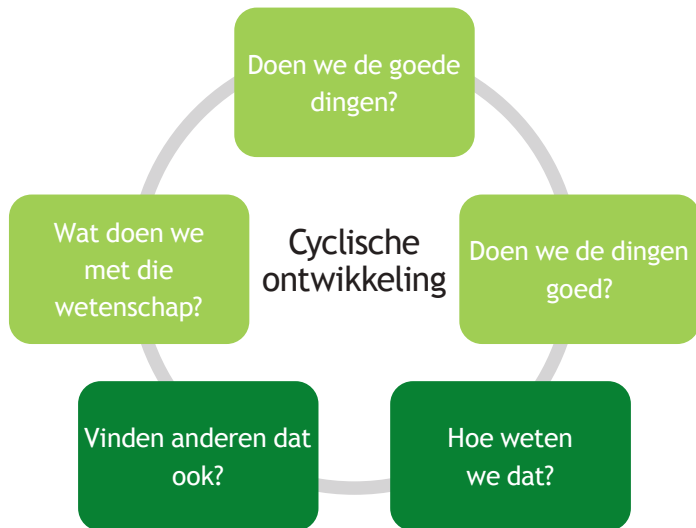 Doen we de goede
dingen?
Doen we de dingen
goed?
Hoe weten
we dat?
Vinden anderen dat
ook?
Wat doen we
met die
wetenschap?
Cyclische
ontwikkeling